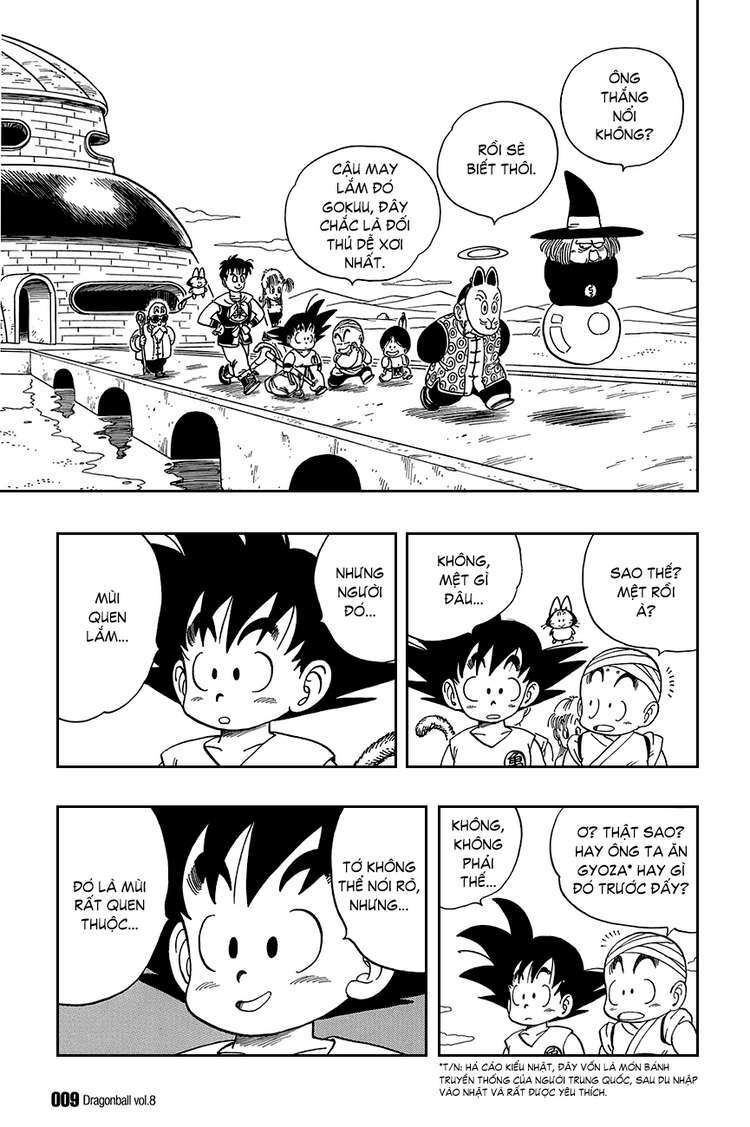 ÔNG
THẮNG
NỔI
KHÔNG?
RỒI SẼ
BIẾT THÔI.
CẬU MAY
LẮM ĐÓ
GOKUU, ĐÂY
CHẮC LÀ ĐỐI
THỦ DỄ XƠI
NHẤT.
SAO THẾ?
MỆT RỒI
À?
KHÔNG,
MỆT GÌ
ĐÂU...
亀
NHƯNG
NGƯỜI
ĐÓ...
MÙI
QUEN
LẮM...
Ơ? THẬT SAO?
HAY ÔNG TA ĂN
GYOZA* HAY GÌ
ĐÓ TRƯỚC ĐẤY?
KHÔNG,
KHÔNG
PHẢI
THẾ...
TỚ KHÔNG
THỂ NÓI RÕ,
NHƯNG...
ĐÓ LÀ MÙI
RẤT QUEN
THUỘC...
*T/N: HÁ CẢO KIỂU NHẬT, ĐÂY VỐN LÀ MÓN BÁNH
TRUYỀN THỐNG CỦA NGƯỜI TRUNG QUỐC, SAU DU NHẬP
VÀO NHẬT VÀ RẤT ĐƯỢC YÊU THÍCH.
009 Dragonball vol.8